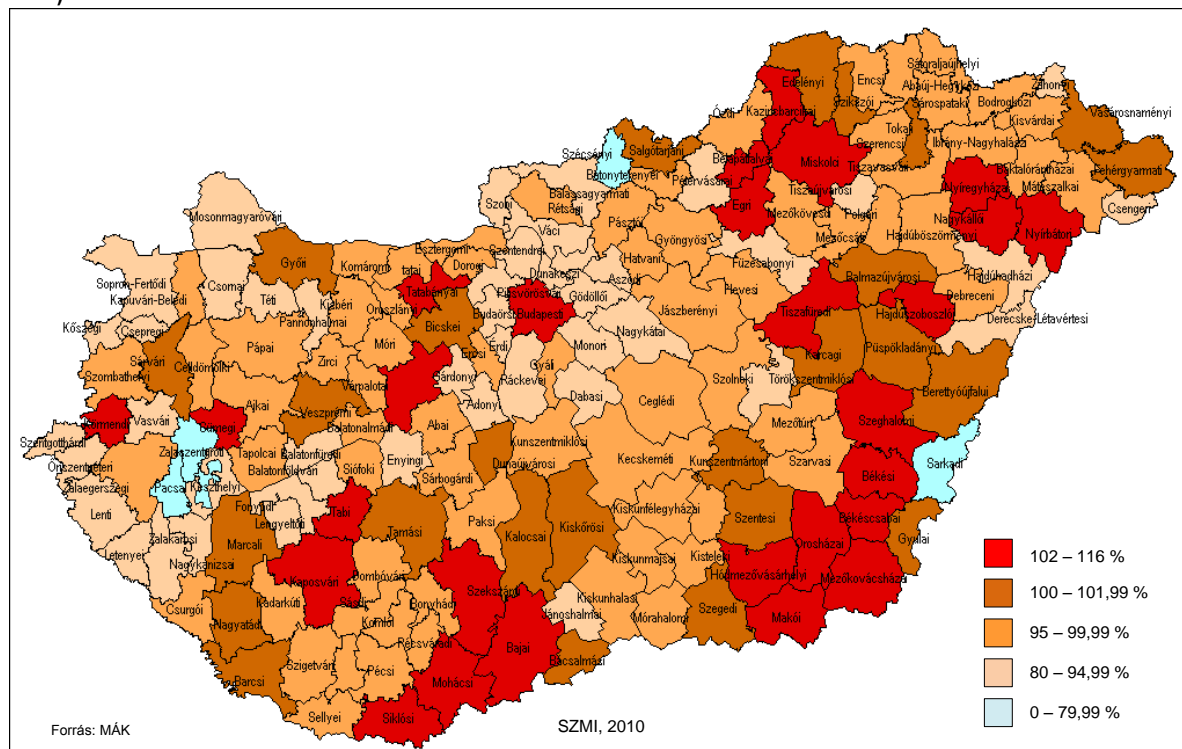 Sátoraljaújhelyi
Edelényi
Encsi
Abaúj-Hegyközi
Záhonyi
Szikszói
Sárospataki
Bodrogközi
Vásárosnaményi
Ózdi
Kazincbarcikai
Kisvárdai
Tokaji
Szerencsi
Ibrány-Nagyhalászi
Szécsényi
Salgótarjáni
Bélapátfalvai
Miskolci
Tiszavasvári
Baktalórántházai
Fehérgyarmati
Bátonyterenyei
Pétervásárai
Nyíregyházai
Mátészalkai
Balassagyarmati
Tiszaújvárosi
Szobi
Rétsági
Egri
Polgári
Csengeri
Mosonmagyaróvári
Pásztói
Mezőkövesdi
Nagykállói
Nyírbátori
Váci
Gyöngyösi
Mezőcsáti
Hajdúböszörményi
Esztergomi
Szentendrei
Hatvani
Füzesabonyi
Győri
Komáromi
tatai
Dorogi
Dunakeszi
Aszódi
Balmazújvárosi
Hajdúhadházi
Sopron-Fertődi
Csornai
Téti
Kisbéri
Tatabányai
Pilisvörösvári
Gödöllői
Hevesi
Debreceni
Kapuvári-Beledi
Oroszlányi
Budaörsi
Budapesti
Jászberényi
Tiszafüredi
Hajdúszoboszlói
Derecske-Létavértesi
Kőszegi
Csepregi
Pannonhalmai
Bicskei
Nagykátai
Karcagi
Püspökladányi
Sárvári
Pápai
Zirci
Móri
Ercsi
Érdi
Gyáli
Monori
Szombathelyi
Celldömölki
Várpalotai
Sárdonyi
Ráckevei
Szolnoki
Törökszentmiklósi
Berettyóújfalui
Ajkai
Veszprémi
Adonyi
Dabasi
Ceglédi
Körmendi
Vasvári
Sümegi
Balatonalmádi
Abai
Kunszentmiklósi
Mezőtúri
Szeghalomi
Szentgotthárdi
Zalaszentgróti
Tapolcai
Balatonfüredi
Enyingi
Dunaújvárosi
Kunszentmártoni
Szarvasi
Sarkadi
Őriszentpéteri
Balatonföldvári
Siófoki
Sárbogárdi
Kecskeméti
Békési
Zalaegerszegi
Pacsai
Keszthelyi
Fonyódi
Tabi
Paksi
Kiskunfélegyházai
Szentesi
Lenti
Lengyeltóti
Tamási
Kalocsai
Kiskőrösi
Békéscsabai
Zalakarosi
Marcali
Orosházai
Gyulai
Letenyei
Nagykanizsai
Dombóvári
Kiskunmajsai
Kisteleki
Kaposvári
Szekszárdi
Hódmezővásárhelyi
Mezőkovácsházai
Csurgói
Kadarkúti
Bonyhádi
Kiskunhalasi
Nagyatádi
Komlói
Jánoshalmai
Mórahalomi
Szegedi
Makói
Szigetvári
Pécsváradi
Bajai
Barcsi
Pécsi
Mohácsi
Bácsalmási
Sellyei
Siklósi
102 – 116 %
100 – 101,99 %
95 – 99,99 %
80 – 94,99 %
0 – 79,99 %
Forrás: MÁK
SZMI, 2010